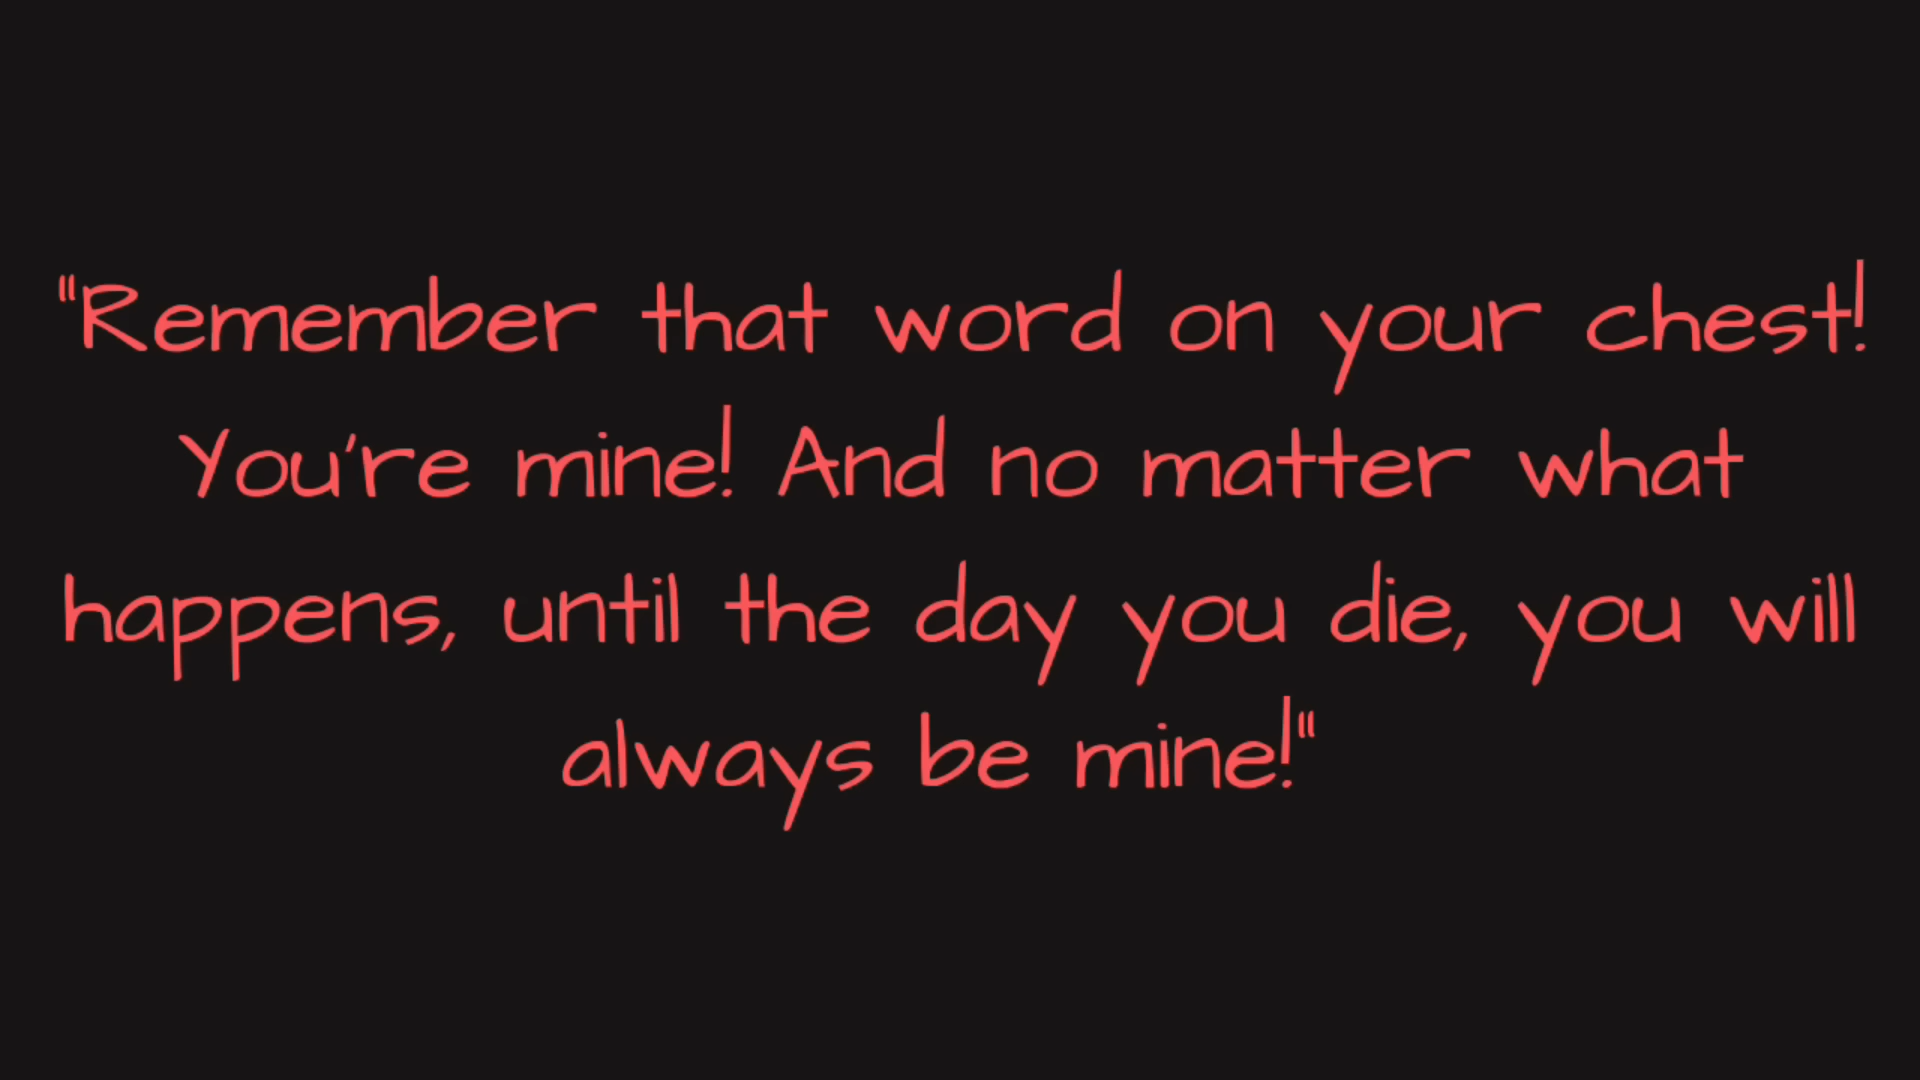 "Remember that word on your chest!
You're mine! And no matter what
happens, until the day you die, you will
always be mine!"